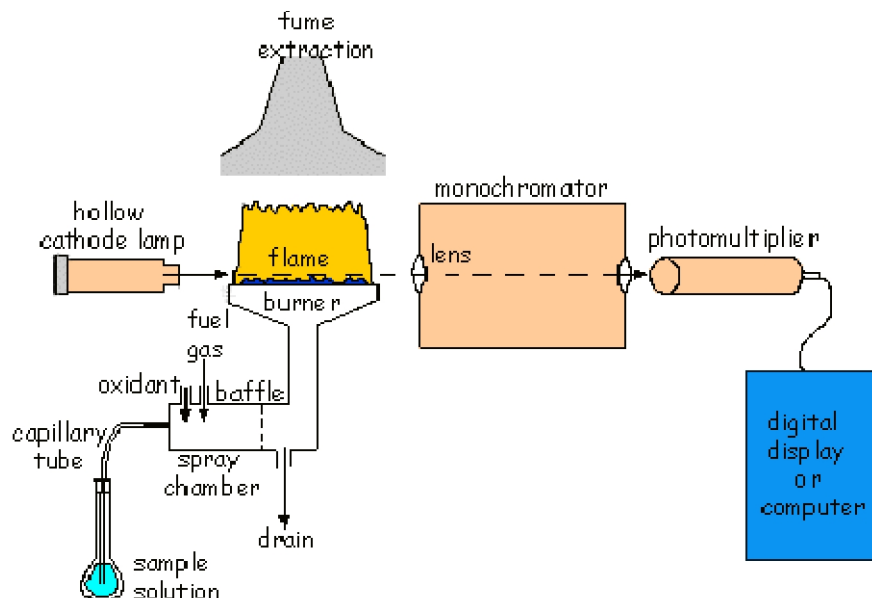 fume
extraction
hollow
cathode lamp
flame
burner
monochromator
lens
photomultiplier
fuel
gas
oxidant
baffle
capillary
tube
spray
chamber
drain
sample
solution
digital
display
or
computer